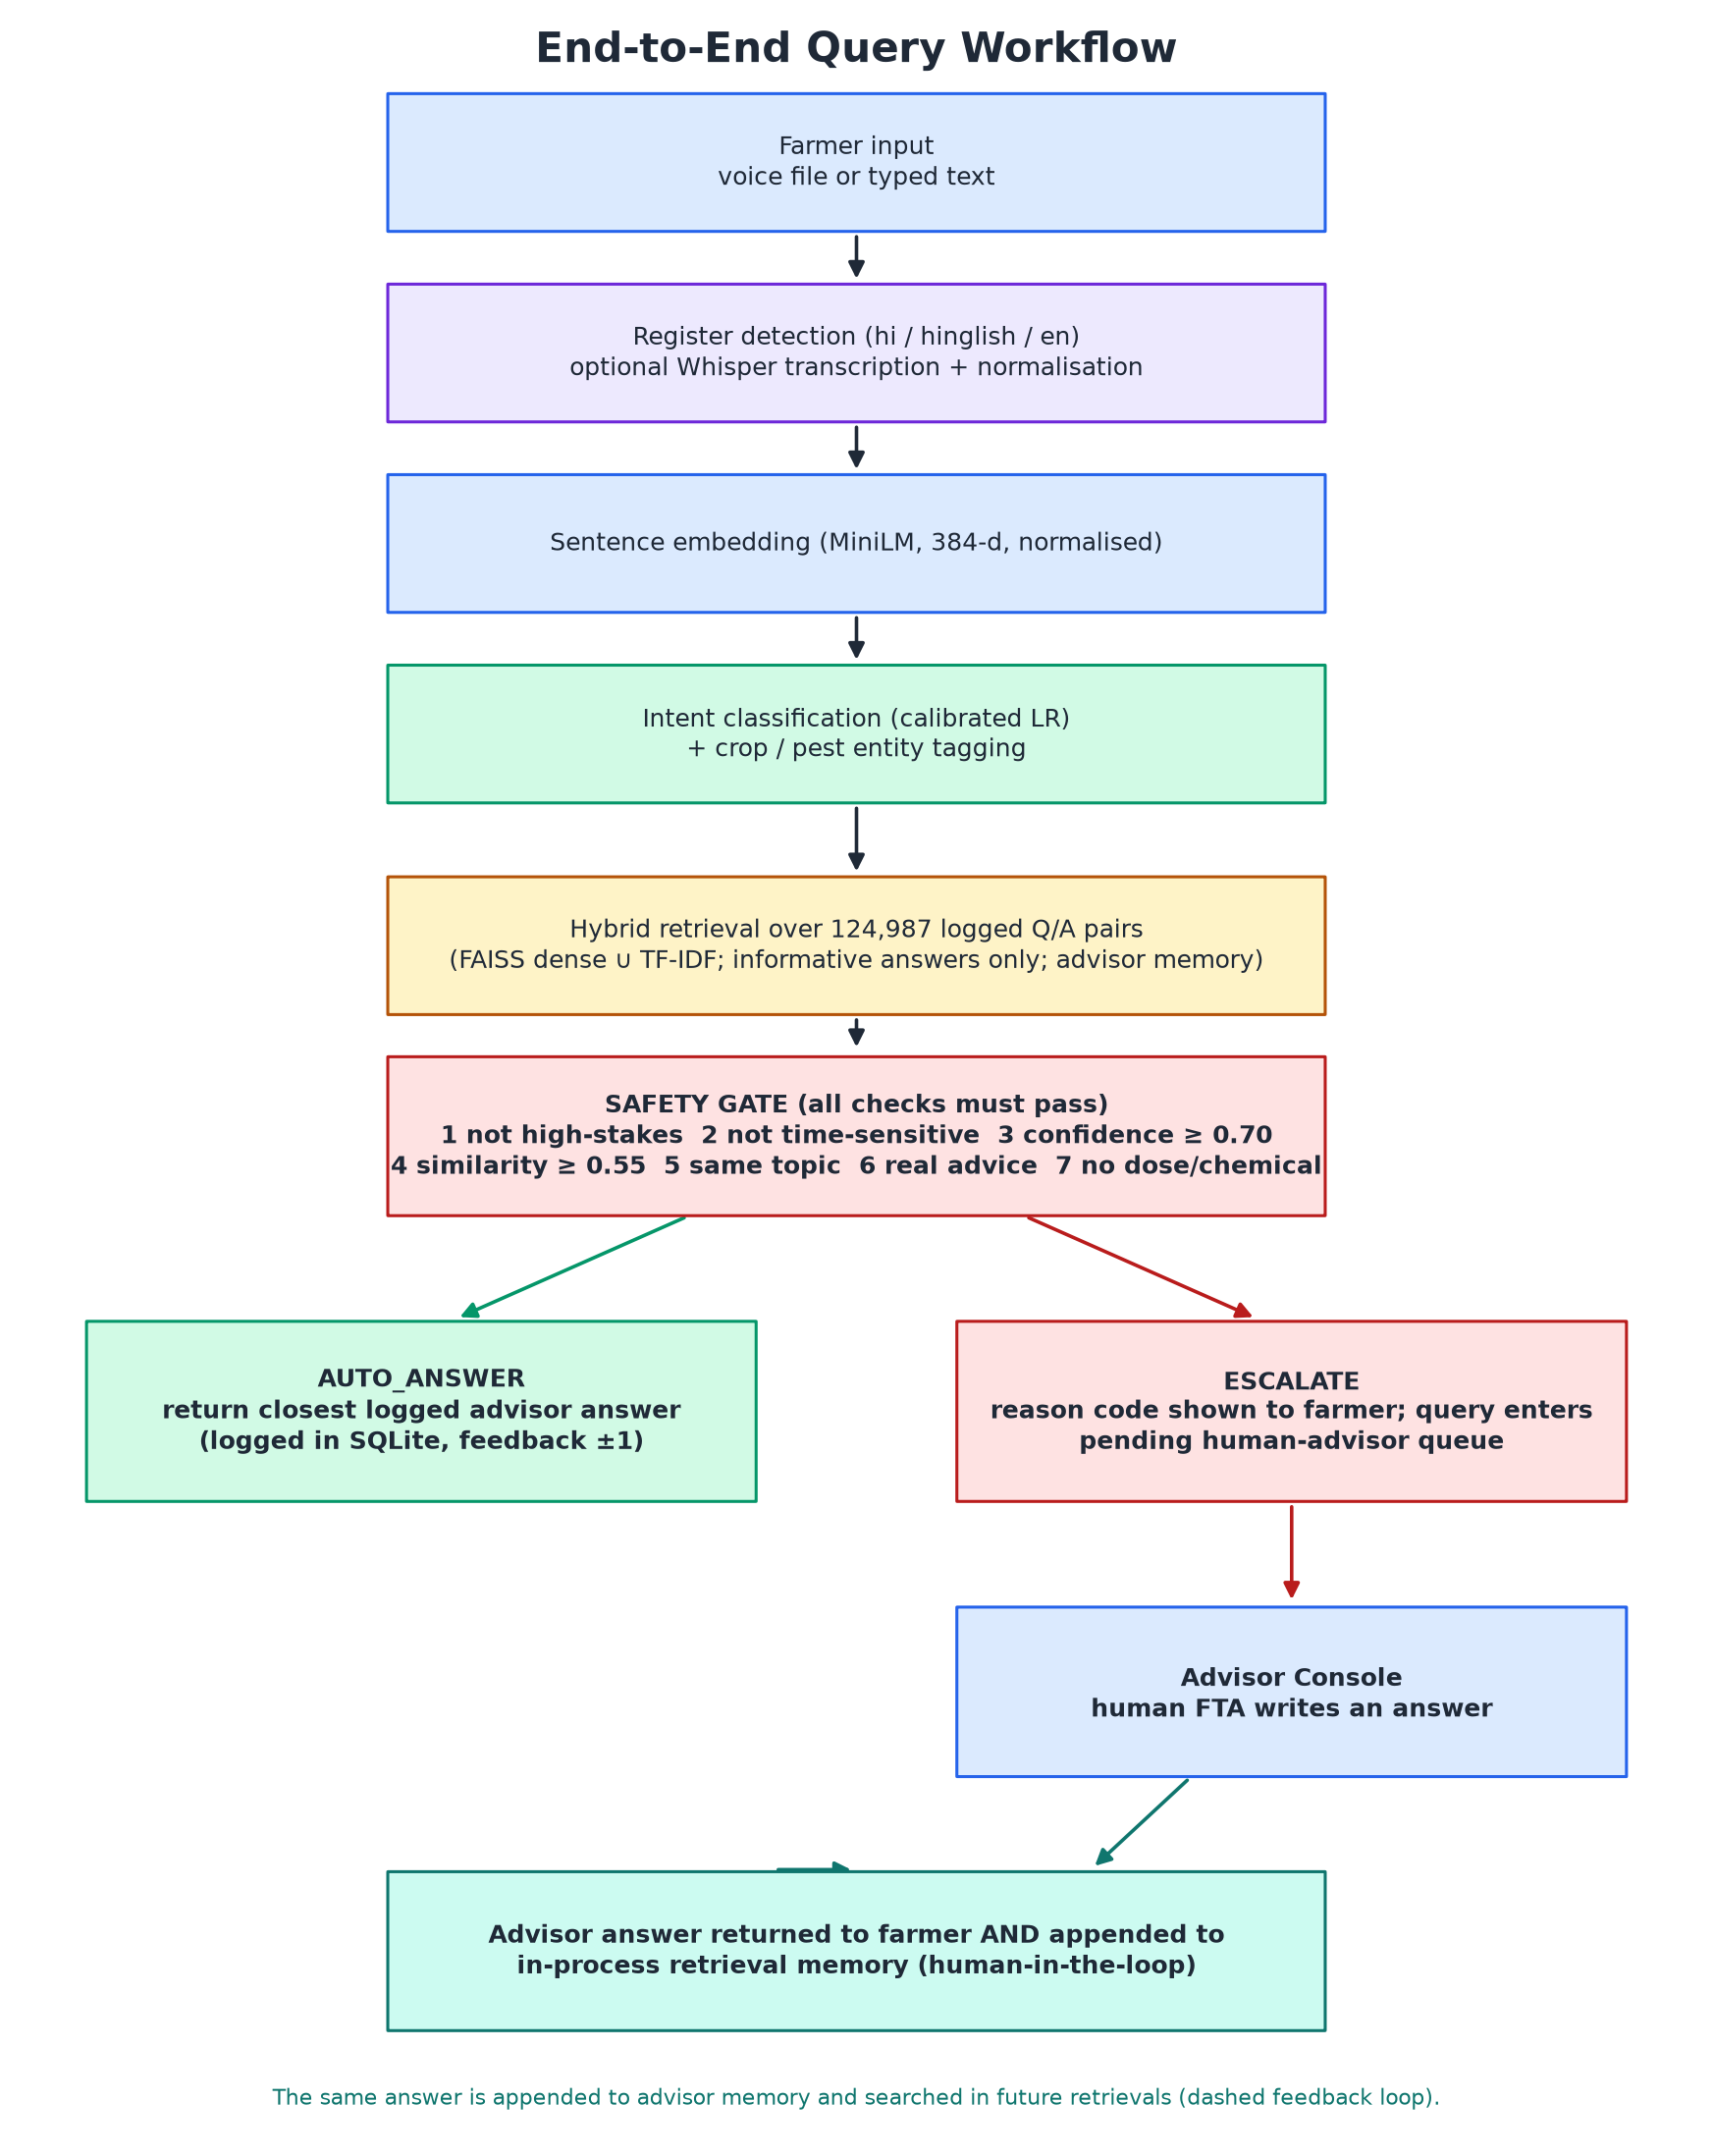 End-to-End Query Workflow
Farmer input
voice file or typed text
Register detection (hi / hinglish / en)
optional Whisper transcription + normalisation
Sentence embedding (MiniLM, 384-d, normalised)
Intent classification (calibrated LR)
+ crop / pest entity tagging
Hybrid retrieval over 124,987 logged Q/A pairs
(FAISS dense ∪ TF-IDF; informative answers only; advisor memory)
SAFETY GATE (all checks must pass)
1 not high-stakes  2 not time-sensitive  3 confidence ≥ 0.70
4 similarity ≥ 0.55  5 same topic  6 real advice  7 no dose/chemical
AUTO_ANSWER
return closest logged advisor answer
(logged in SQLite, feedback ±1)
ESCALATE
reason code shown to farmer; query enters
pending human-advisor queue
Advisor Console
human FTA writes an answer
Advisor answer returned to farmer AND appended to
in-process retrieval memory (human-in-the-loop)
The same answer is appended to advisor memory and searched in future retrievals (dashed feedback loop).